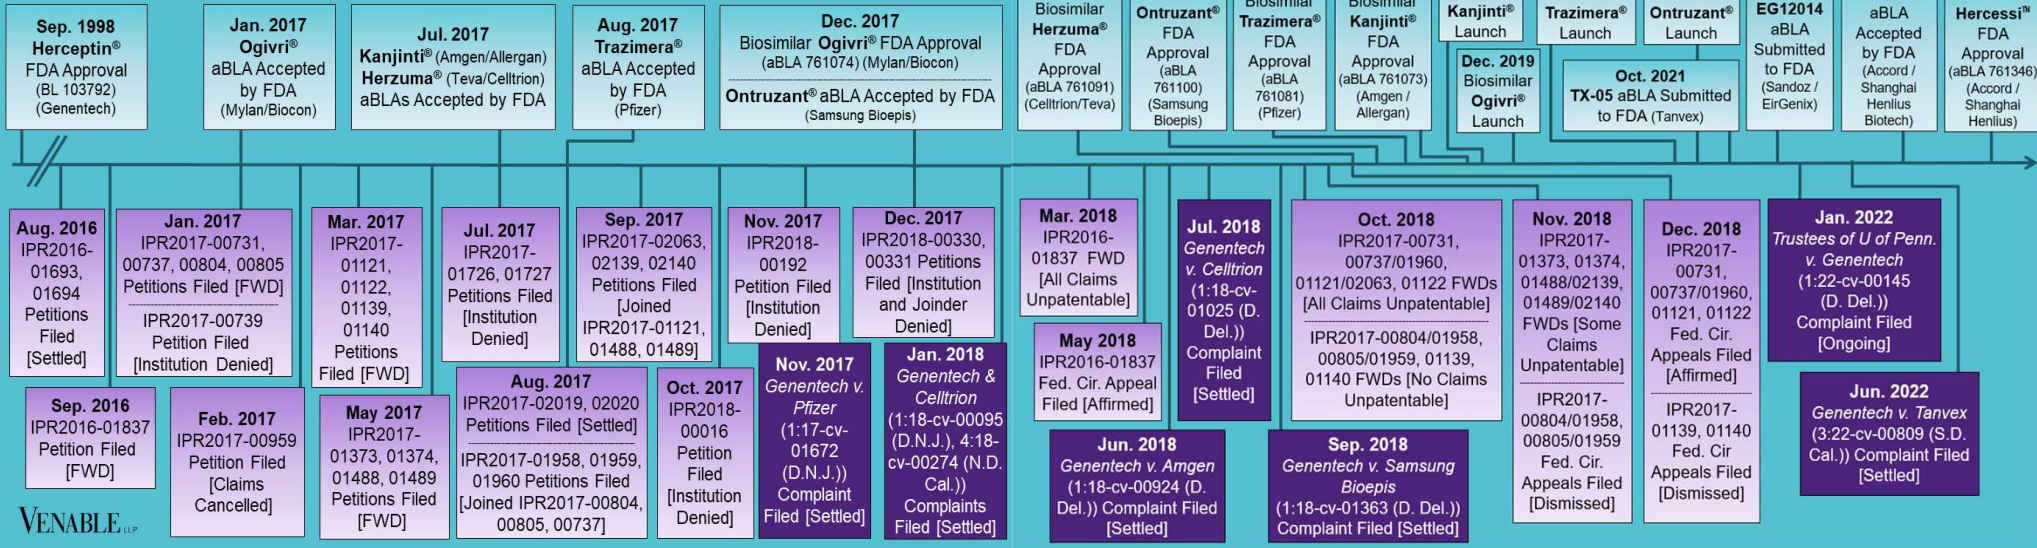 Sep. 1998
Herceptin®
FDA Approval
(BL 103792)
(Genentech)
Jan. 2017
Ogivri®
aBLA Accepted
by FDA
(Mylan/Biocon)
Jul. 2017
Kanjinti® (Amgen/Allergan)
Herzuma® (Teva/Celltrion)
aBLAs Accepted by FDA
Aug. 2017
Trazimera®
aBLA Accepted
by FDA
(Pfizer)
Dec. 2017
Biosimilar Ogivri® FDA Approval
(aBLA 761074) (Mylan/Biocon)
Ontruzant® aBLA Accepted by FDA
(Samsung Bioepis)
Biosimilar
Herzuma®
FDA
Approval
(aBLA 761091)
(Celltrion/Teva)
Ontruzant®
FDA
Approval
(aBLA
761100)
(Samsung
Bioepis)
Biosimilar
Trazimera®
FDA
Approval
(aBLA
761081)
(Pfizer)
Biosimilar
Kanjinti®
FDA
Approval
(aBLA 761073)
(Amgen /
Allergan)
Kanjinti®
Launch
Dec. 2019
Biosimilar
Ogivri®
Launch
Trazimera®
Launch
Ontruzant®
Launch
Oct. 2021
TX-05 aBLA Submitted
to FDA (Tanvex)
EG12014
aBLA
Submitted
to FDA
(Sandoz /
EirGenix)
aBLA
Accepted
by FDA
(Accord /
Shanghai
Henlius
Biotech)
Hercessi™
FDA
Approval
(aBLA 761346)
(Accord /
Shanghai
Henlius)
Aug. 2016
IPR2016-
01693,
01694
Petitions
Filed
[Settled]
Sep. 2016
IPR2016-01837
Petition Filed
[FWD]
Jan. 2017
IPR2017-00731,
00737, 00804, 00805
Petitions Filed [FWD]
IPR2017-00739
Petition Filed
[Institution Denied]
Feb. 2017
IPR2017-00959
Petition Filed
[Claims
Cancelled]
Mar. 2017
IPR2017-
01121,
01122,
01139,
01140
Petitions
Filed [FWD]
May 2017
IPR2017-
01373, 01374,
01488, 01489
Petitions Filed
[FWD]
Jul. 2017
IPR2017-
01726, 01727
Petitions Filed
[Institution
Denied]
Aug. 2017
IPR2017-02019, 02020
Petitions Filed [Settled]
IPR2017-01958, 01959,
01960 Petitions Filed
[Joined IPR2017-00804,
00805, 00737]
Sep. 2017
IPR2017-02063,
02139, 02140
Petitions Filed
[Joined
IPR2017-01121,
01488, 01489]
Oct. 2017
IPR2018-
00016
Petition
Filed
[Institution
Denied]
Nov. 2017
IPR2018-
00192
Petition Filed
[Institution
Denied]
Nov. 2017
Genentech v.
Pfizer
(1:17-cv-
01672
(D.N.J.))
Complaint
Filed [Settled]
Dec. 2017
IPR2018-00330,
00331 Petitions
Filed [Institution
and Joinder
Denied]
Jan. 2018
Genentech &
Celltrion
(1:18-cv-00095
(D.N.J.), 4:18-
cv-00274 (N.D.
Cal.))
Complaints
Filed [Settled]
Mar. 2018
IPR2016-
01837 FWD
[All Claims
Unpatentable]
May 2018
IPR2016-01837
Fed. Cir. Appeal
Filed [Affirmed]
Jun. 2018
Genentech v. Amgen
(1:18-cv-00924 (D.
Del.)) Complaint Filed
[Settled]
Jul. 2018
Genentech
v. Celltrion
(1:18-cv-
01025 (D.
Del.))
Complaint
Filed
[Settled]
Sep. 2018
Genentech v. Samsung
Bioepis
(1:18-cv-01363 (D. Del.))
Complaint Filed [Settled]
Oct. 2018
IPR2017-00731,
00737/01960,
01121/02063, 01122 FWDs
[All Claims Unpatentable]
IPR2017-00804/01958,
00805/01959, 01139,
01140 FWDs [No Claims
Unpatentable]
Nov. 2018
IPR2017-
01373, 01374,
01488/02139,
01489/02140
FWDs [Some
Claims
Unpatentable]
IPR2017-
00804/01958,
00805/01959
Fed. Cir.
Appeals Filed
[Dismissed]
Dec. 2018
IPR2017-
00731,
00737/01960,
01121, 01122
Fed. Cir.
Appeals Filed
[Affirmed]
IPR2017-
01139, 01140
Fed. Cir
Appeals Filed
[Dismissed]
Jan. 2022
Trustees of U of Penn.
v. Genentech
(1:22-cv-00145
(D. Del.))
Complaint Filed
[Ongoing]
Jun. 2022
Genentech v. Tanvex
(3:22-cv-00809 (S.D.
Cal.)) Complaint Filed
[Settled]
VENABLE LLP